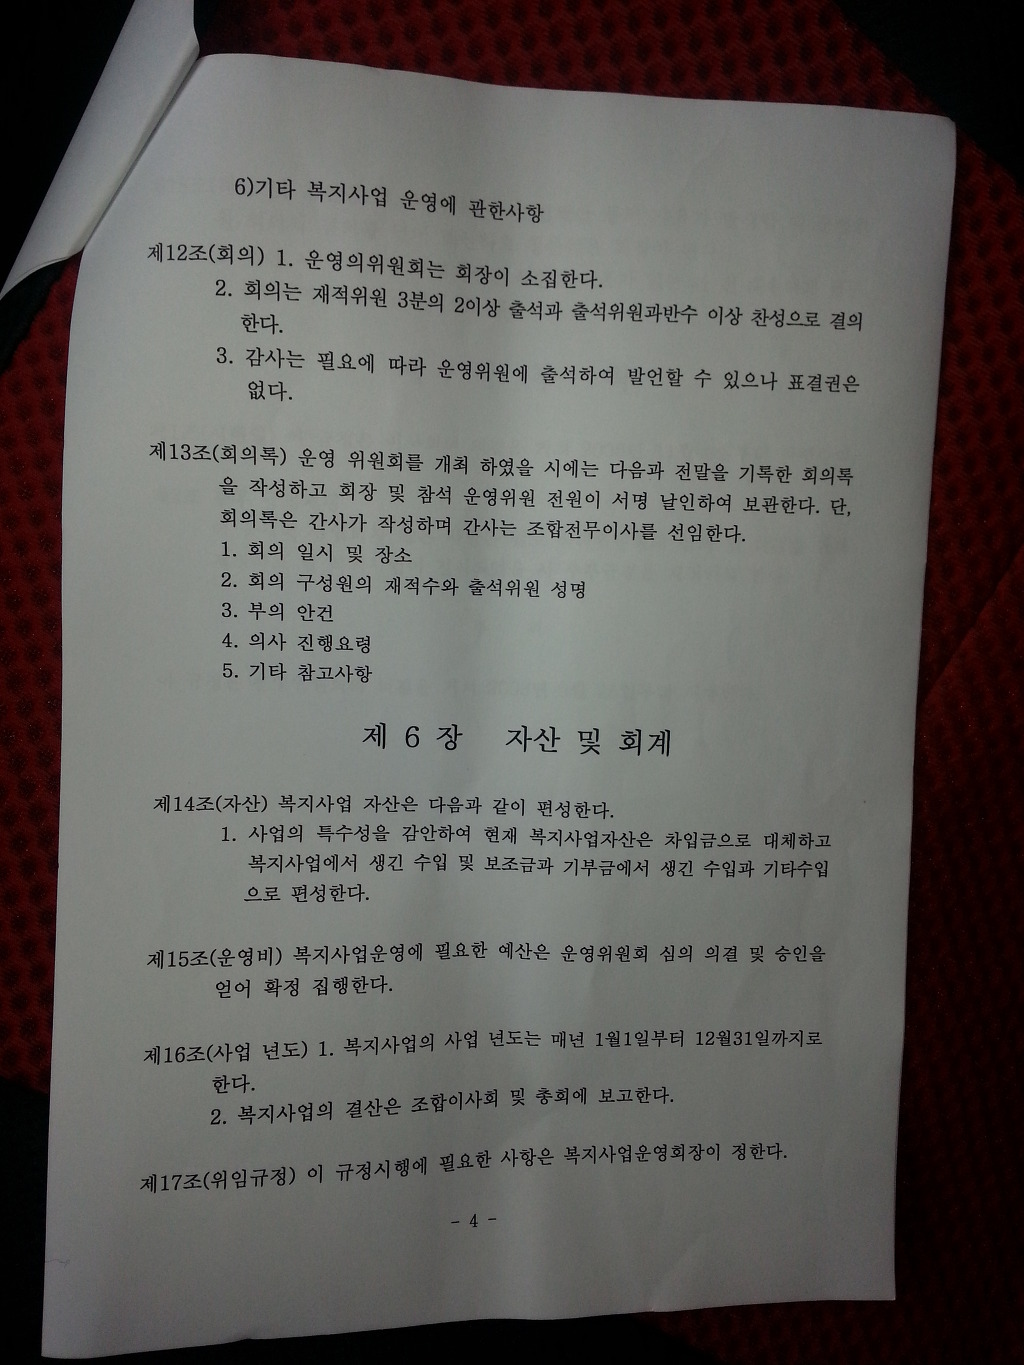 6)기타 복지사업 운영에 관한사항
제12조(회의) 1. 운영의위원회는 회장이 소집한다.
2. 회의는 재적위원 3분의 2이상 출석과 출석위원과반수 이상 찬성으로 결의
한다.
3. 감사는 필요에 따라 운영위원에 출석하여 발언할 수 있으나 표결권은
없다.
제13조(회의록) 운영 위원회를 개최 하였을 시에는 다음과 전말을 기록한 회의록
을 작성하고 회장 및 참석 운영위원 전원이 서명 날인하여 보관한다. 단,
회의록은 간사가 작성하며 간사는 조합전무이사를 선임한다.
1. 회의 일시 및 장소
2. 회의 구성원의 재적수와 출석위원 성명
3. 부의 안건
4. 의사 진행요령
5. 기타 참고사항
제 6 장 자산 및 회계
제14조(자산) 복지사업 자산은 다음과 같이 편성한다.
1. 사업의 특수성을 감안하여 현재 복지사업자산은 차입금으로 대체하고
복지사업에서 생긴 수입 및 보조금과 기부금에서 생긴 수입과 기타수입
으로 편성한다.
제15조(운영비) 복지사업운영에 필요한 예산은 운영위원회 심의 의결 및 승인을
얻어 확정 집행한다.
제16조(사업 년도) 1. 복지사업의 사업 년도는 매년 1월1일부터 12월31일까지로
한다.
2. 복지사업의 결산은 조합이사회 및 총회에 보고한다.
제17조(위임규정) 이 규정시행에 필요한 사항은 복지사업운영회장이 정한다.
- 4 -